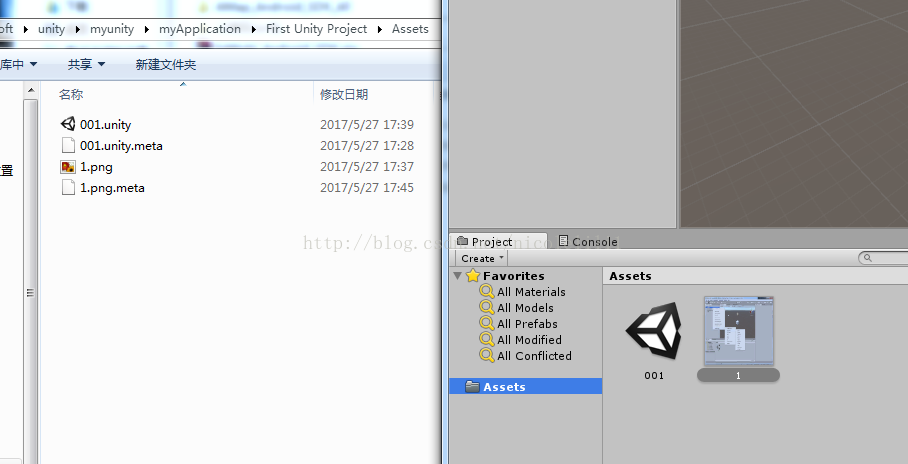 oft ▸ unity ▸ myunity ▸ myApplication ▸ First Unity Project ▸ Assets
库中 共享 新建文件夹
名称 修改日期
001.unity 2017/5/27 17:39
001.unity.meta 2017/5/27 17:28
1.png 2017/5/27 17:37
1.png.meta 2017/5/27 17:45
置
http://blog.cs
Project Console
Create
Favorites
All Materials
All Models
All Prefabs
All Modified
All Conflicted
Assets
Assets
001 1